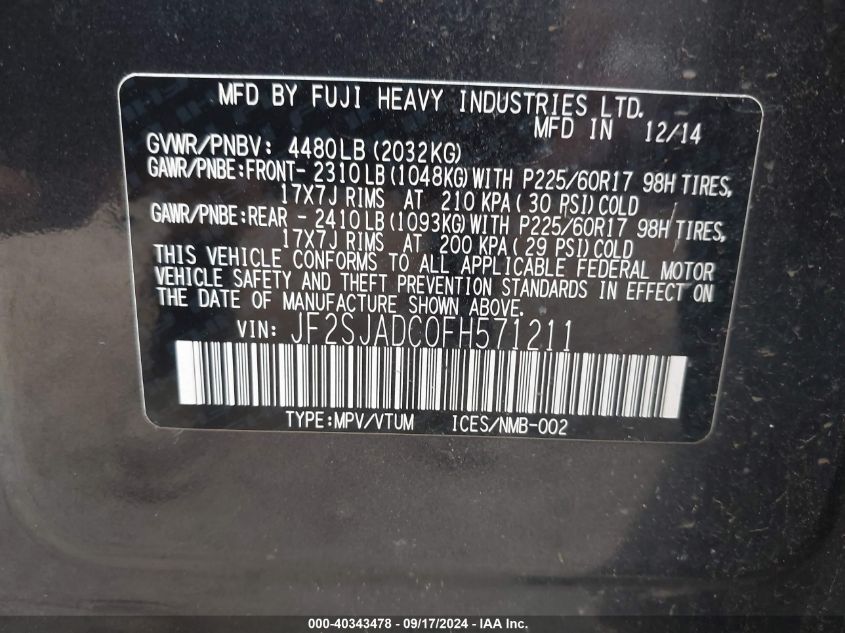 MFD BY FUJI HEAVY INDUSTRIES LTD.
MFD IN 12/14
GVWR/PNBV: 4480LB(2032KG)
GAWR/PNBE:FRONT- 2310LB(1048KG)WITH P225/60R17 98H TIRES,
17X7J RIMS AT 210 KPA(30 PSI)COLD
GAWR/PNBE:REAR - 2410LB(1093KG)WITH P225/60R17 98H TIRES,
17X7J RIMS AT 200 KPA(29 PSI)COLD
THIS VEHICLE CONFORMS TO ALL APPLICABLE FEDERAL MOTOR
VEHICLE SAFETY AND THEFT PREVENTION STANDARDS IN EFFECT ON
THE DATE OF MANUFACTURE SHOWN ABOVE.
VIN: JF2SJADC0FH571211
TYPE:MPV/VTUM ICES/NMB-002
000-40343478 - 09/17/2024 - IAA Inc.